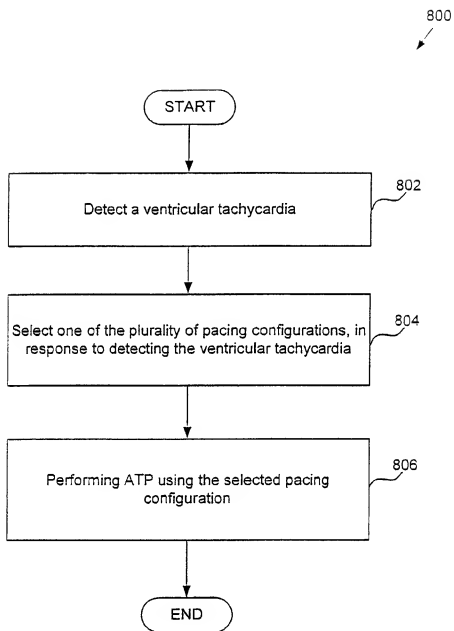 800
START
802
Detect a ventricular tachycardia
804
Select one of the plurality of pacing configurations, in
response to detecting the ventricular tachycardia
806
Performing ATP using the selected pacing
configuration
END